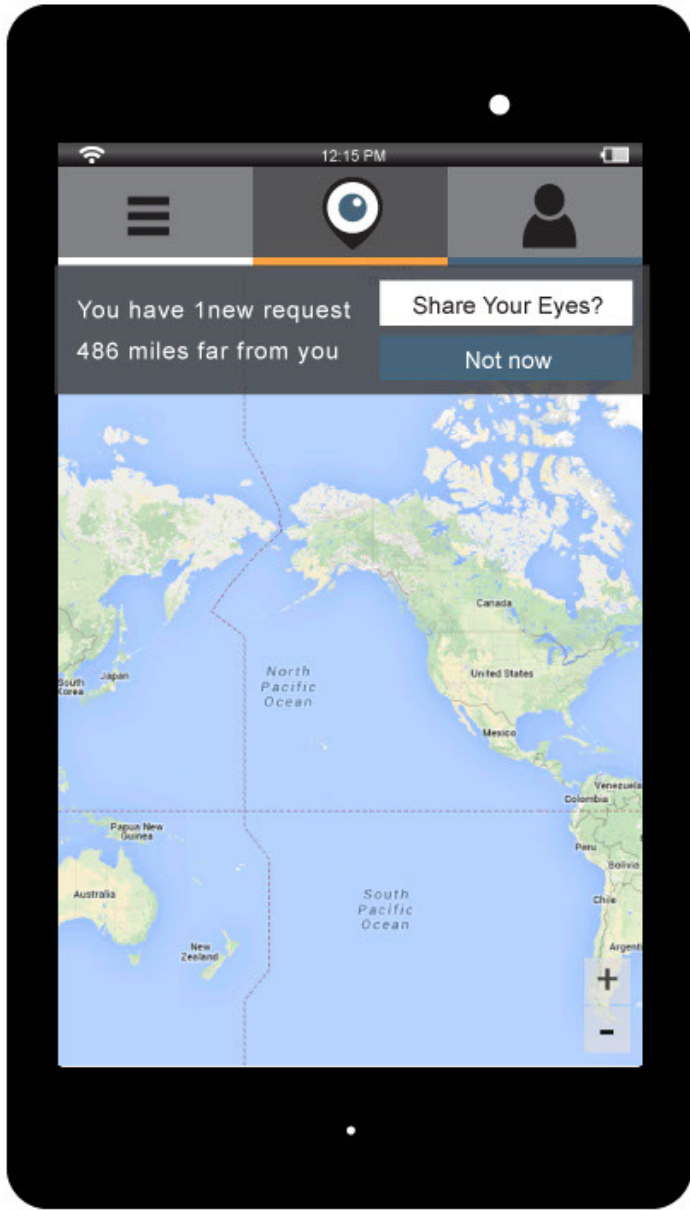 12:15 PM
You have 1new request
486 miles far from you
Share Your Eyes?
Not now
Canada
United States
South
Korea
Japan
North
Pacific
Ocean
Mexico
Venezuela
Colombia
Papua New
Guinea
Peru
Bolivia
Australia
South
Pacific
Ocean
Chile
New
Zealand
Argent
+
-